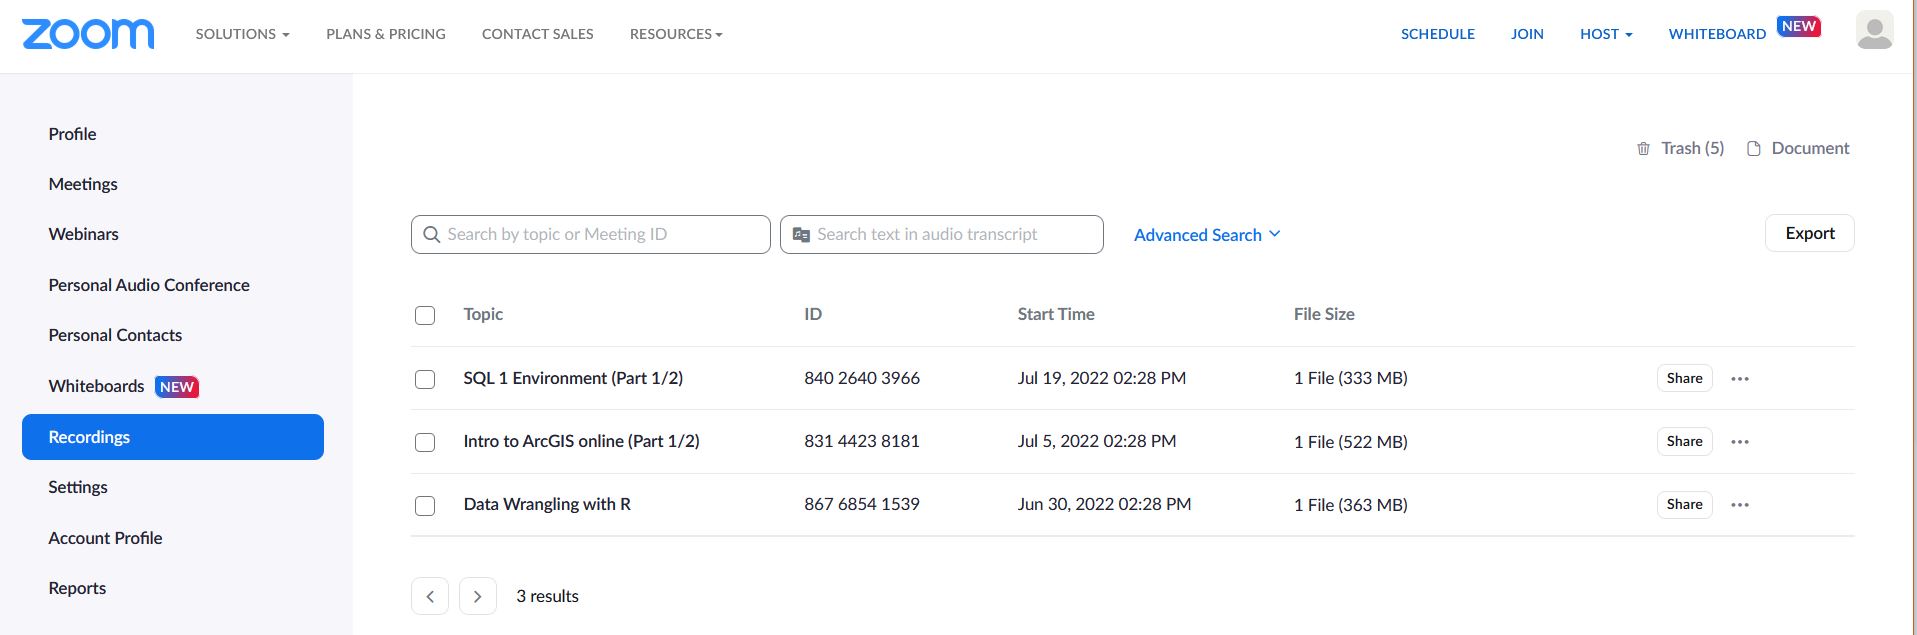 zoom SOLUTIONS PLANS & PRICING CONTACT SALES RESOURCES SCHEDULE JOIN HOST WHITEBOARD NEW
Profile
Meetings
Webinars
Personal Audio Conference
Personal Contacts
Whiteboards NEW
Recordings
Settings
Account Profile
Reports
Trash (5) Document
Search by topic or Meeting ID Search text in audio transcript Advanced Search Export
Topic ID Start Time File Size
SQL 1 Environment (Part 1/2) 840 2640 3966 Jul 19, 2022 02:28 PM 1 File (333 MB) Share
Intro to ArcGIS online (Part 1/2) 831 4423 8181 Jul 5, 2022 02:28 PM 1 File (522 MB) Share
Data Wrangling with R 867 6854 1539 Jun 30, 2022 02:28 PM 1 File (363 MB) Share
3 results